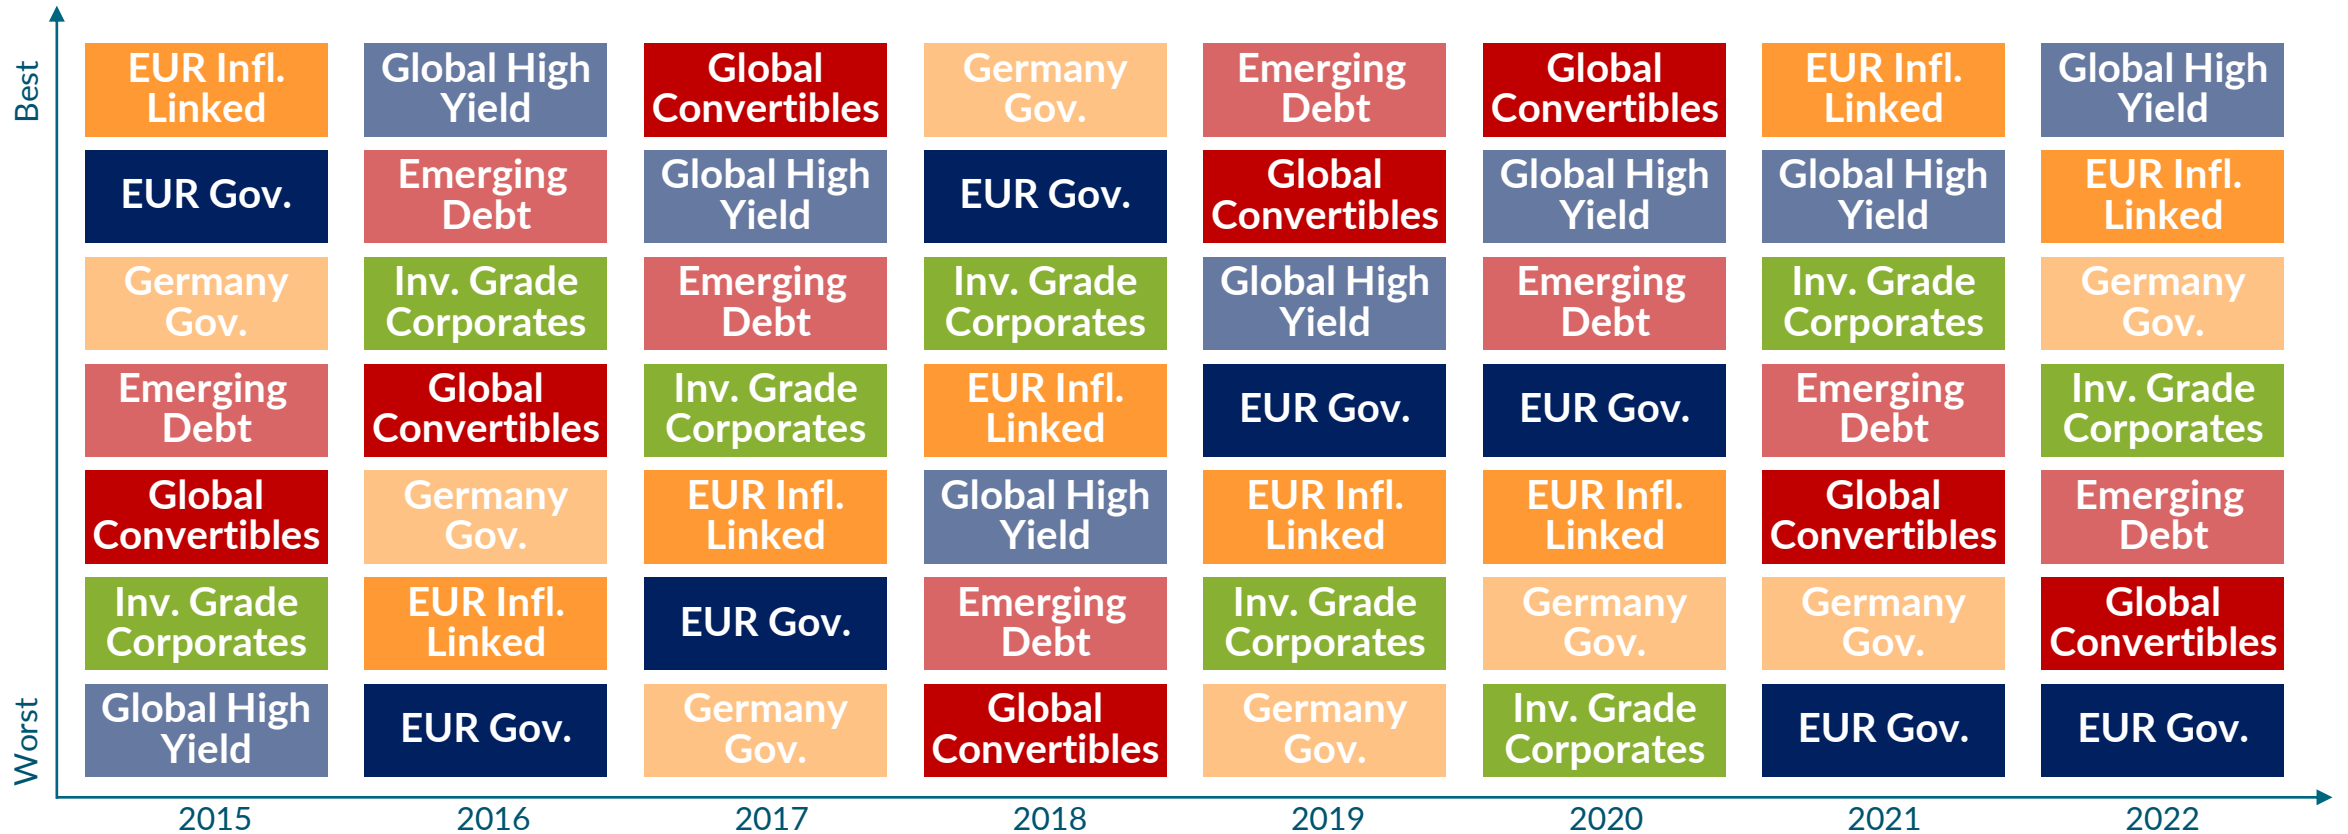 Best
EUR Infl.
Linked
Global High
Yield
Global
Convertibles
Germany
Gov.
Emerging
Debt
Global
Convertibles
EUR Infl.
Linked
Global High
Yield
EUR Gov.
Emerging
Debt
Global High
Yield
EUR Gov.
Global
Convertibles
Global High
Yield
Global High
Yield
EUR Infl.
Linked
Germany
Gov.
Inv. Grade
Corporates
Emerging
Debt
Inv. Grade
Corporates
Global High
Yield
Emerging
Debt
Inv. Grade
Corporates
Germany
Gov.
Emerging
Debt
Global
Convertibles
Inv. Grade
Corporates
EUR Infl.
Linked
EUR Gov.
EUR Gov.
Emerging
Debt
Inv. Grade
Corporates
Global
Convertibles
Germany
Gov.
EUR Infl.
Linked
Global High
Yield
EUR Infl.
Linked
EUR Infl.
Linked
Global
Convertibles
Emerging
Debt
Inv. Grade
Corporates
EUR Infl.
Linked
EUR Gov.
Emerging
Debt
Inv. Grade
Corporates
Germany
Gov.
Germany
Gov.
Global
Convertibles
Worst
Global High
Yield
EUR Gov.
Germany
Gov.
Global
Convertibles
Germany
Gov.
Inv. Grade
Corporates
EUR Gov.
EUR Gov.
2015
2016
2017
2018
2019
2020
2021
2022